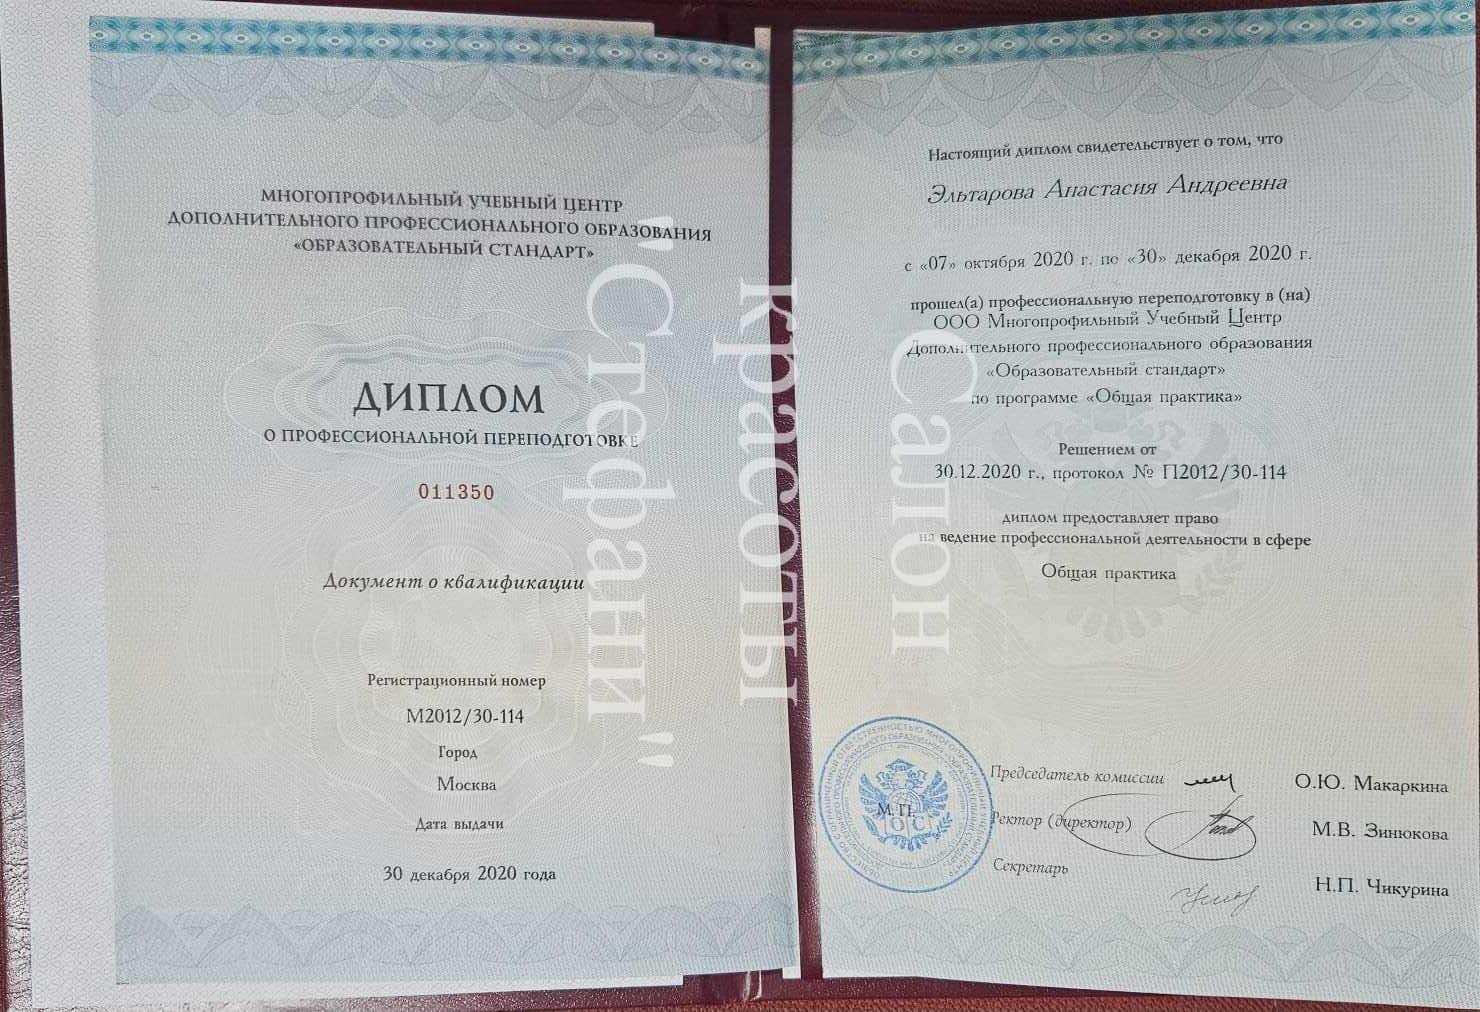 МНОГОПРОФИЛЬНЫЙ УЧЕБНЫЙ ЦЕНТР
ДОПОЛНИТЕЛЬНОГО ПРОФЕССИОНАЛЬНОГО ОБРАЗОВАНИЯ
«ОБРАЗОВАТЕЛЬНЫЙ СТАНДАРТ»
ДИПЛОМ
О ПРОФЕССИОНАЛЬНОЙ ПЕРЕПОДГОТОВКЕ
011350
Документ о квалификации
Регистрационный номер
М2012/30-114
Город
Москва
Дата выдачи
30 декабря 2020 года
Настоящий диплом свидетельствует о том, что
Эльтарова Анастасия Андреевна
с «07» октября 2020 г. по «30» декабря 2020 г.
прошел(а) профессиональную переподготовку в (на)
ООО Многопрофильный Учебный Центр
Дополнительного профессионального образования
«Образовательный стандарт»
по программе «Общая практика»
Решением от
30.12.2020 г., протокол № П2012/30-114
диплом предоставляет право
на ведение профессиональной деятельности в сфере
Общая практика
Председатель комиссии О.Ю. Макаркина
М.П.
Ректор (директор) М.В. Зинюкова
Секретарь Н.П. Чикурина
ОС
Салон
красоты
"Стефани"